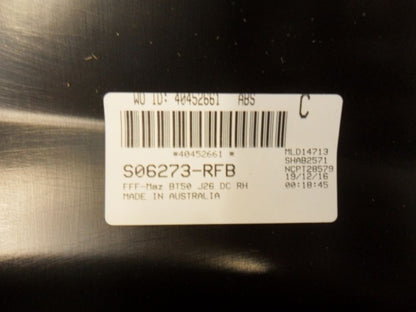 WO ID: 40452661 ABS C
*40452661 *
S06273-RFB
FFF-Maz BT50 J26 DC RH
MADE IN AUSTRALIA
MLD14713
SHAB2571
NCPT28579
19/12/16
00:18:45